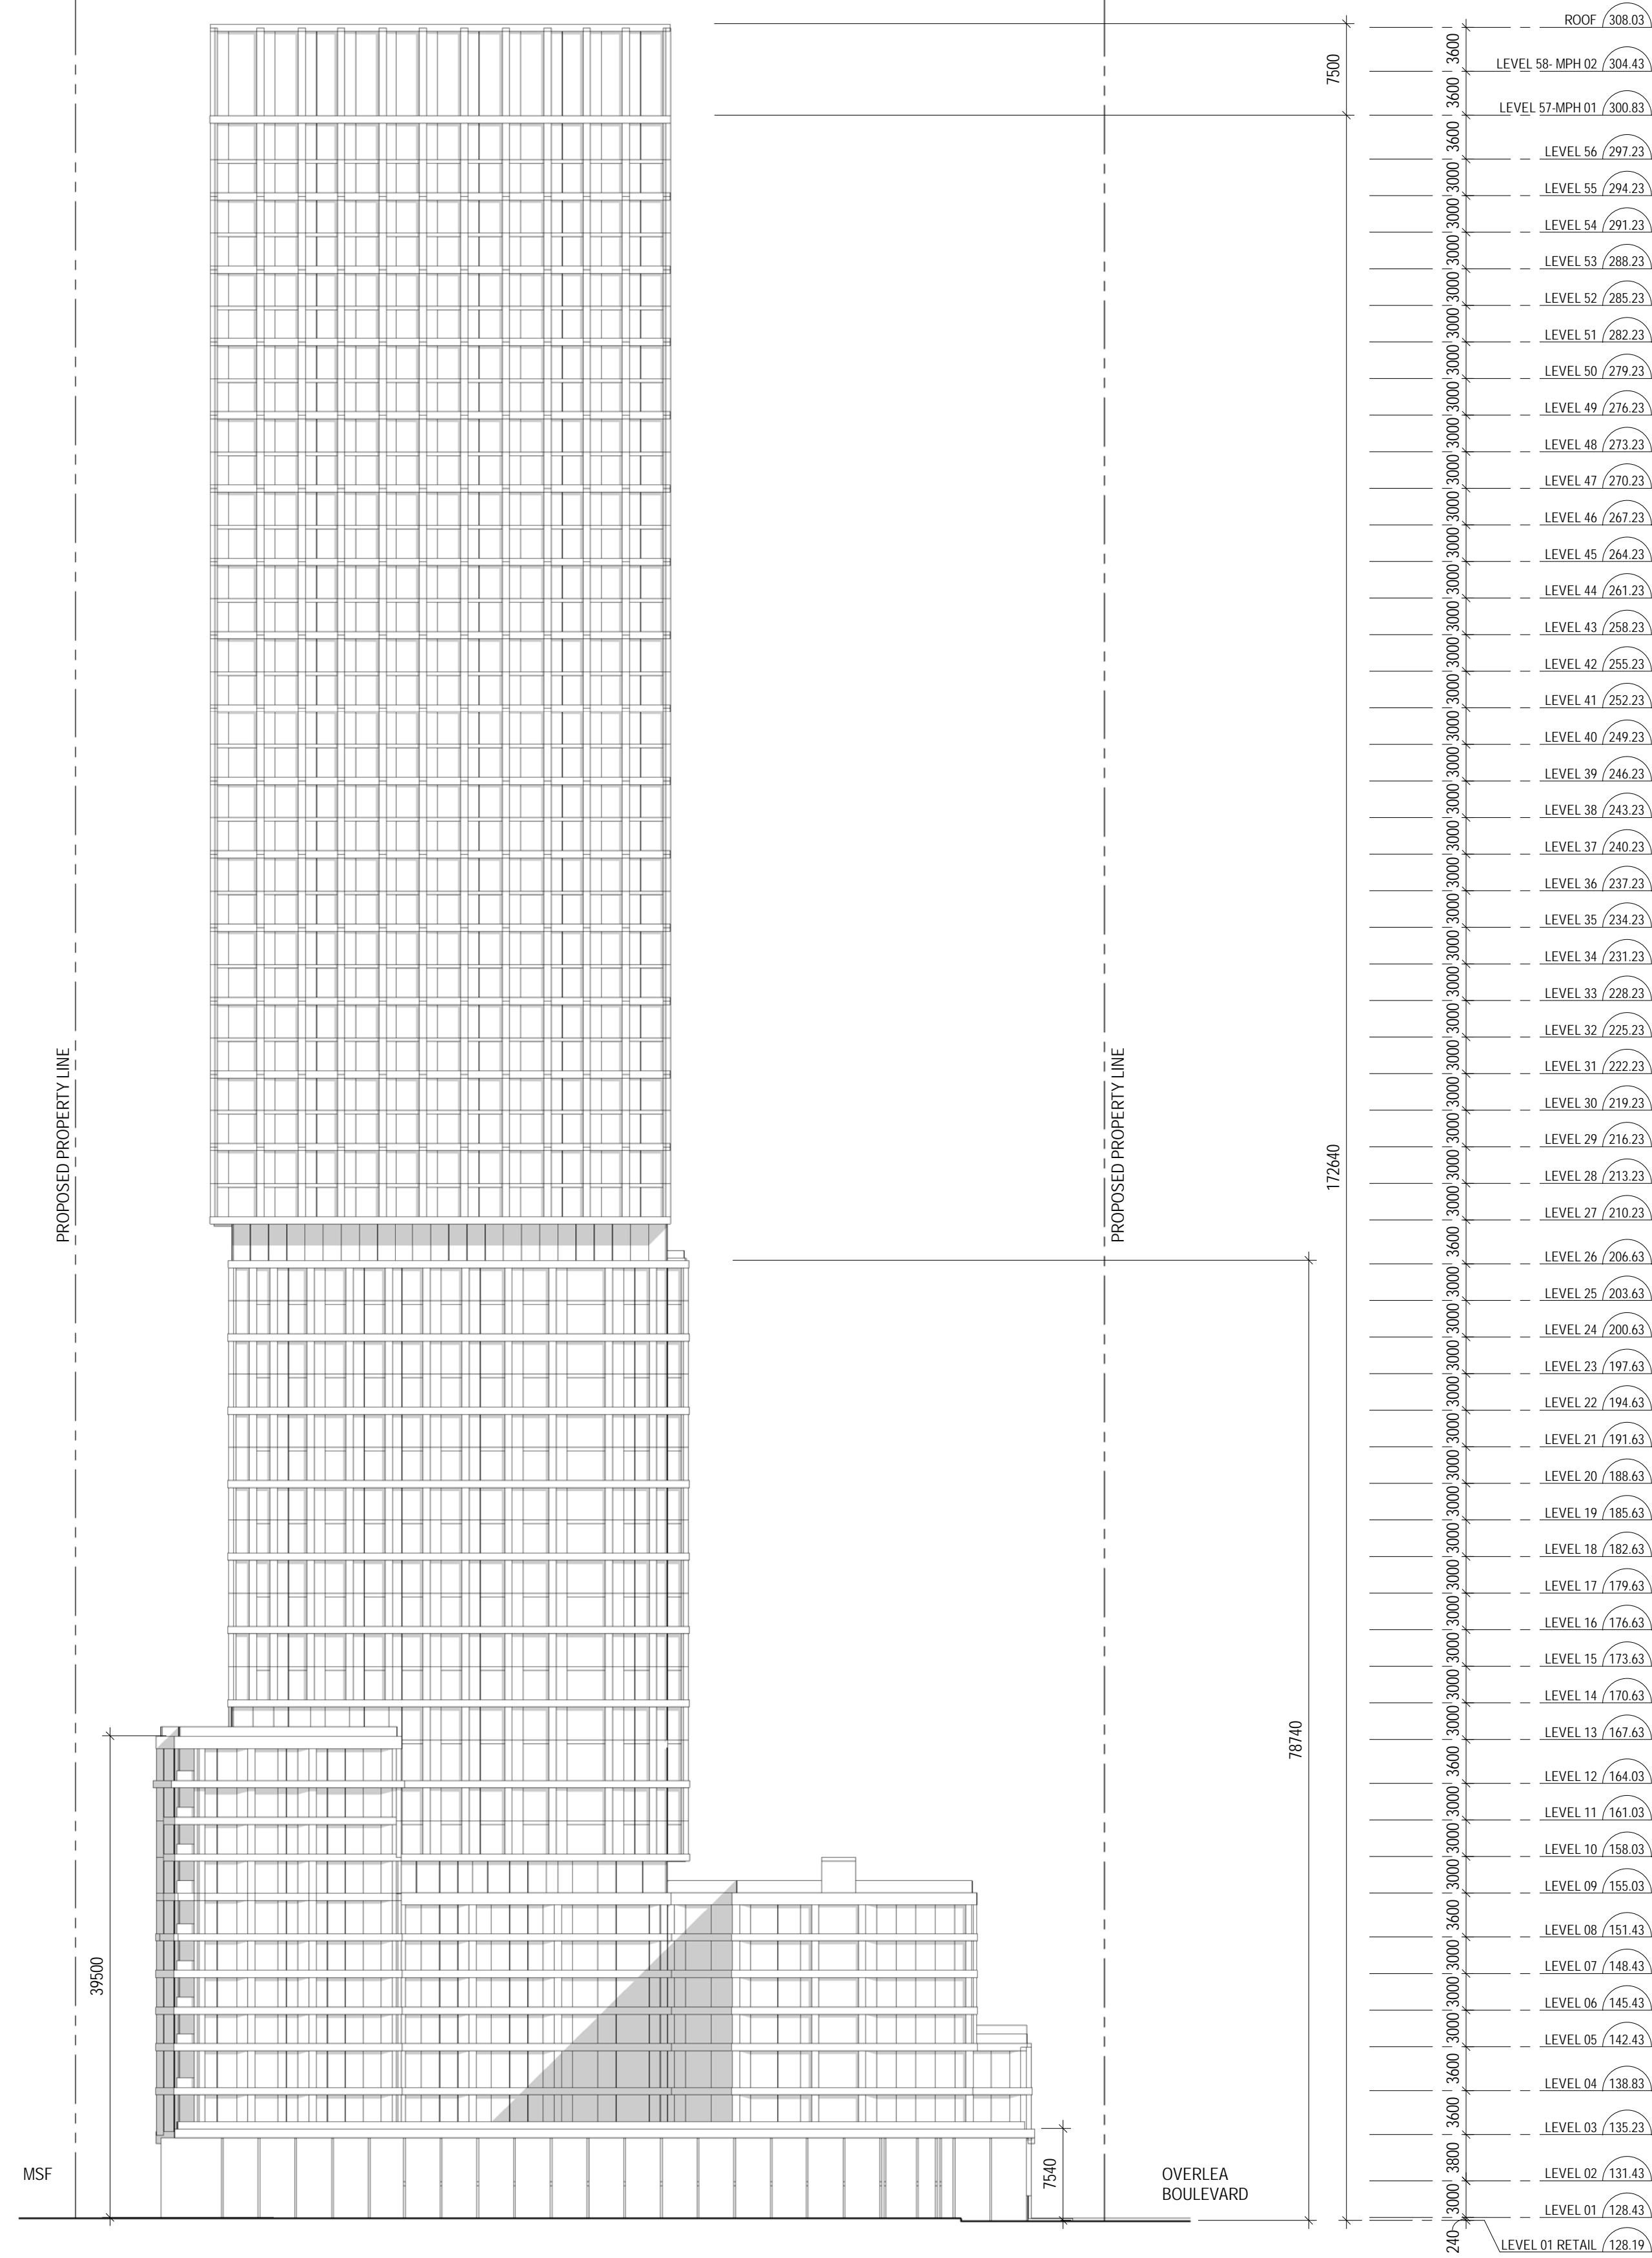 ROOF 308.03
3600
LEVEL 58- MPH 02 304.43
3600
LEVEL 57-MPH 01 300.83
3600
LEVEL 56 297.23
3000
LEVEL 55 294.23
3000
LEVEL 54 291.23
3000
LEVEL 53 288.23
3000
LEVEL 52 285.23
3000
LEVEL 51 282.23
3000
LEVEL 50 279.23
3000
LEVEL 49 276.23
3000
LEVEL 48 273.23
3000
LEVEL 47 270.23
3000
LEVEL 46 267.23
3000
LEVEL 45 264.23
3000
LEVEL 44 261.23
3000
LEVEL 43 258.23
3000
LEVEL 42 255.23
3000
LEVEL 41 252.23
3000
LEVEL 40 249.23
3000
LEVEL 39 246.23
3000
LEVEL 38 243.23
3000
LEVEL 37 240.23
3000
LEVEL 36 237.23
3000
LEVEL 35 234.23
3000
LEVEL 34 231.23
3000
LEVEL 33 228.23
3000
LEVEL 32 225.23
3000
LEVEL 31 222.23
3000
LEVEL 30 219.23
3000
LEVEL 29 216.23
3000
LEVEL 28 213.23
3000
LEVEL 27 210.23
3600
LEVEL 26 206.63
3000
LEVEL 25 203.63
3000
LEVEL 24 200.63
3000
LEVEL 23 197.63
3000
LEVEL 22 194.63
3000
LEVEL 21 191.63
3000
LEVEL 20 188.63
3000
LEVEL 19 185.63
3000
LEVEL 18 182.63
3000
LEVEL 17 179.63
3000
LEVEL 16 176.63
3000
LEVEL 15 173.63
3000
LEVEL 14 170.63
3000
LEVEL 13 167.63
3600
LEVEL 12 164.03
3000
LEVEL 11 161.03
3000
LEVEL 10 158.03
3000
LEVEL 09 155.03
3600
LEVEL 08 151.43
3000
LEVEL 07 148.43
3000
LEVEL 06 145.43
3000
LEVEL 05 142.43
3600
LEVEL 04 138.83
3600
LEVEL 03 135.23
3800
LEVEL 02 131.43
3000
LEVEL 01 128.43
240
LEVEL 01 RETAIL 128.19
7500
172640
78740
PROPOSED PROPERTY LINE
PROPOSED PROPERTY LINE
39500
7540
MSF
OVERLEA
BOULEVARD